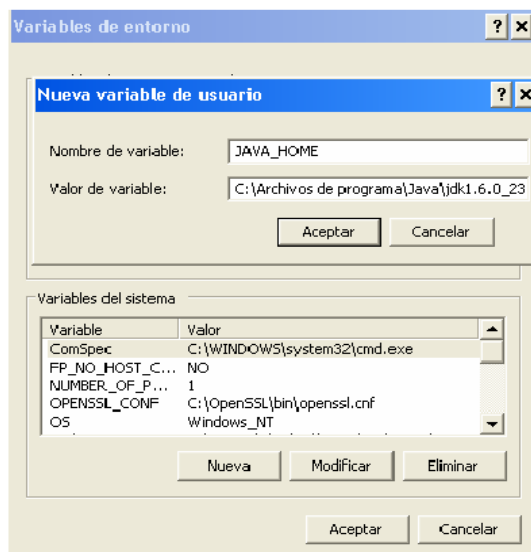 Variables de entorno
Nueva variable de usuario
Nombre de variable: JAVA_HOME
Valor de variable: C:\Archivos de programa\Java\jdk1.6.0_23
Aceptar Cancelar
Variables del sistema
Variable Valor
ComSpec C:\WINDOWS\system32\cmd.exe
FP_NO_HOST_C... NO
NUMBER_OF_P... 1
OPENSSL_CONF C:\OpenSSL\bin\openssl.cnf
OS Windows_NT
Nueva Modificar Eliminar
Aceptar Cancelar